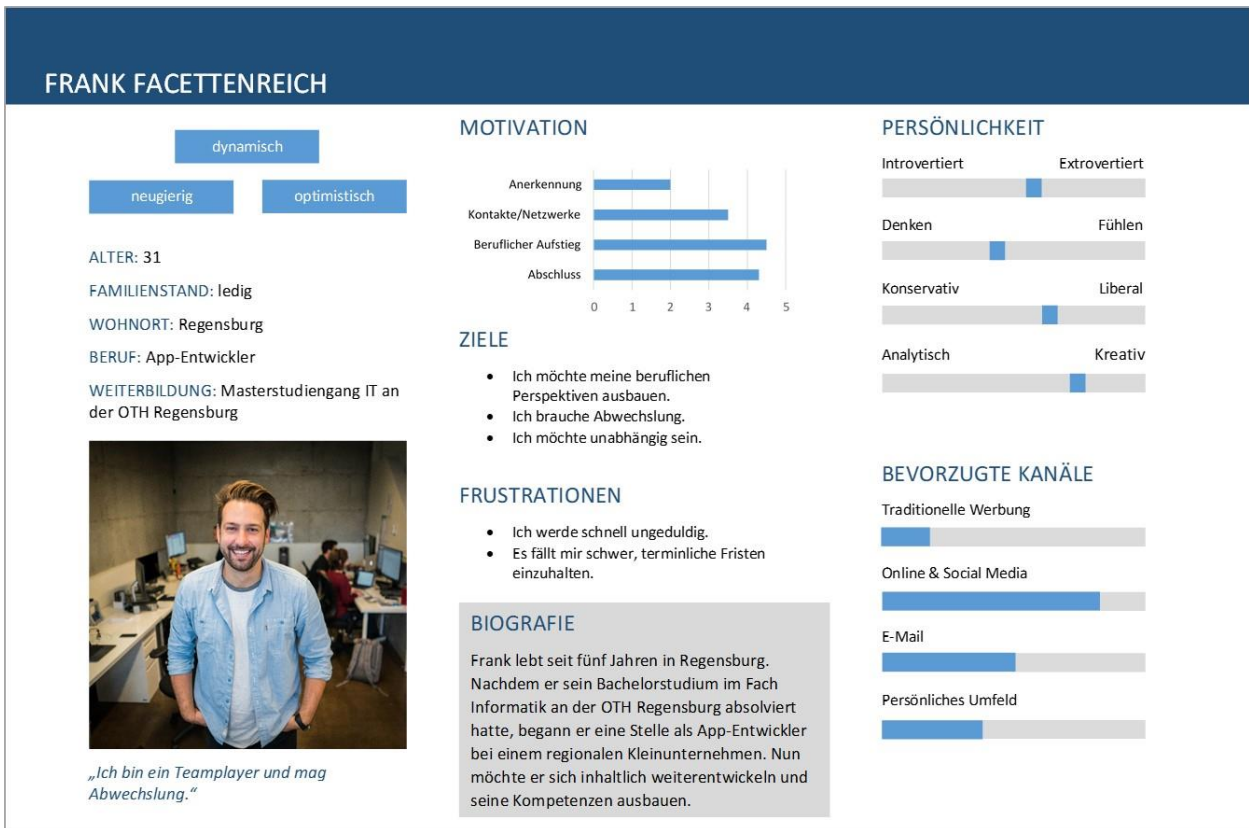 FRANK FACETTENREICH
dynamisch
neugierig
optimistisch
ALTER: 31
FAMILIENSTAND: ledig
WOHNORT: Regensburg
BERUF: App-Entwickler
WEITERBILDUNG: Masterstudiengang IT an
der OTH Regensburg
„Ich bin ein Teamplayer und mag
Abwechslung.“
MOTIVATION
Anerkennung
Kontakte/Netzwerke
Beruflicher Aufstieg
Abschluss
0 1 2 3 4 5
ZIELE
• Ich möchte meine beruflichen
Perspektiven ausbauen.
• Ich brauche Abwechslung.
• Ich möchte unabhängig sein.
FRUSTRATIONEN
• Ich werde schnell ungeduldig.
• Es fällt mir schwer, terminliche Fristen
einzuhalten.
BIOGRAFIE
Frank lebt seit fünf Jahren in Regensburg.
Nachdem er sein Bachelorstudium im Fach
Informatik an der OTH Regensburg absolviert
hatte, begann er eine Stelle als App-Entwickler
bei einem regionalen Kleinunternehmen. Nun
möchte er sich inhaltlich weiterentwickeln und
seine Kompetenzen ausbauen.
PERSÖNLICHKEIT
Introvertiert Extrovertiert
Denken Fühlen
Konservativ Liberal
Analytisch Kreativ
BEVORZUGTE KANÄLE
Traditionelle Werbung
Online & Social Media
E-Mail
Persönliches Umfeld